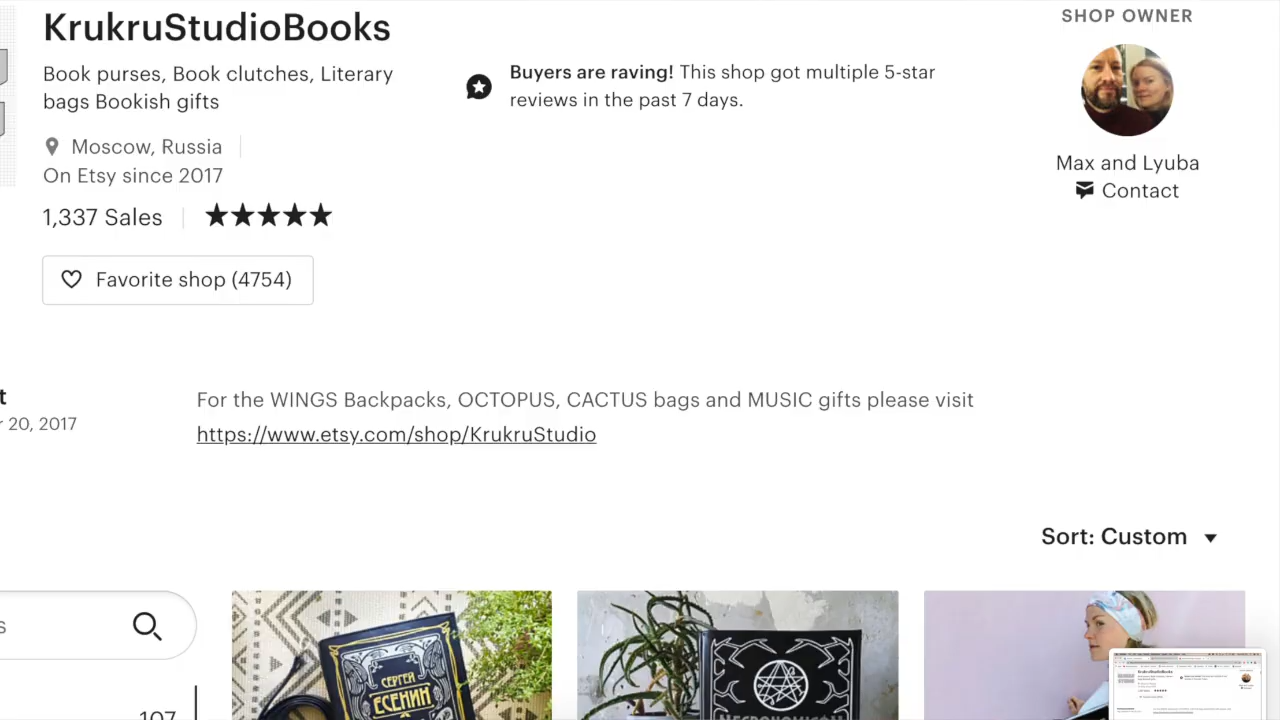 KrukruStudioBooks
Book purses, Book clutches, Literary
bags Bookish gifts
Moscow, Russia
On Etsy since 2017
1,337 Sales
Favorite shop (4754)
Buyers are raving! This shop got multiple 5-star
reviews in the past 7 days.
SHOP OWNER
Max and Lyuba
Contact
20, 2017
For the WINGS Backpacks, OCTOPUS, CACTUS bags and MUSIC gifts please visit
https://www.etsy.com/shop/KrukruStudio
Sort: Custom
СЕРГЕЙ
ЕСЕНИН
NECRONOMICON
107